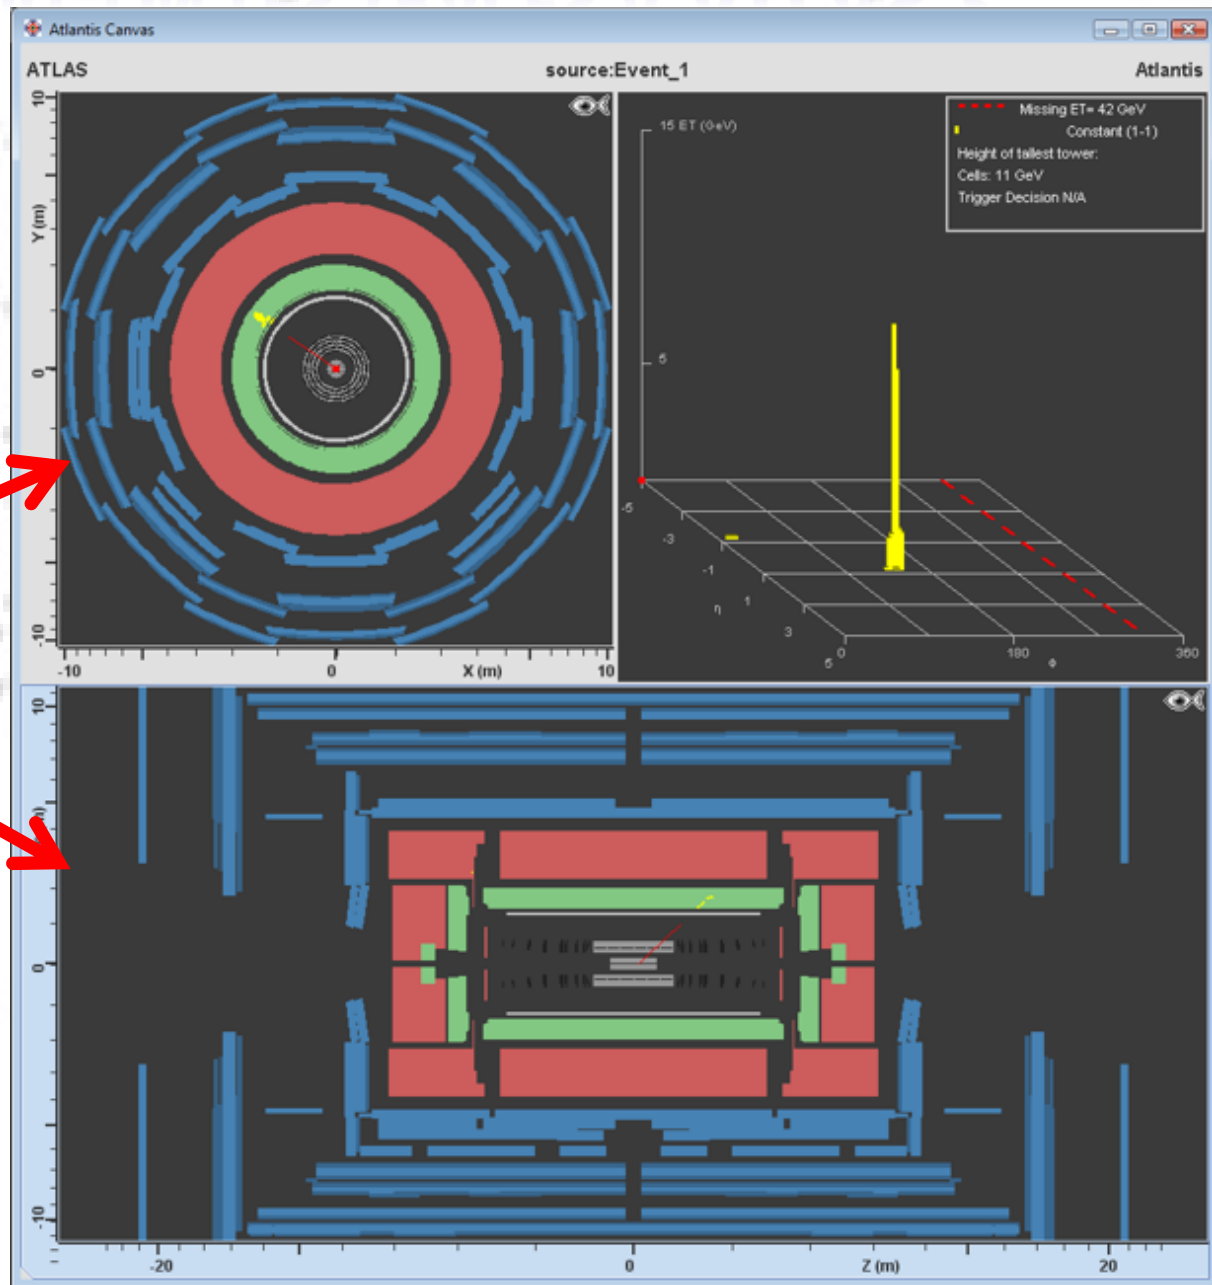 Atlantis Canvas
ATLAS source:Event_1 Atlantis
10
Y (m)
0
-10
-10 0 X (m) 10
15 ET (GeV)
5
Missing ET= 42 GeV
Constant (1-1)
Height of tallest tower:
Cells: 11 GeV
Trigger Decision N/A
-5
-3
-1
η 1
3
5 0 180 360
10
0
-10
-20 0 Z (m) 20